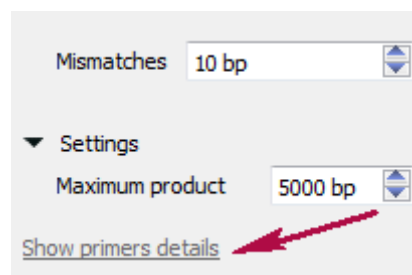 Mismatches 10 bp
Settings
Maximum product 5000 bp
Show primers details